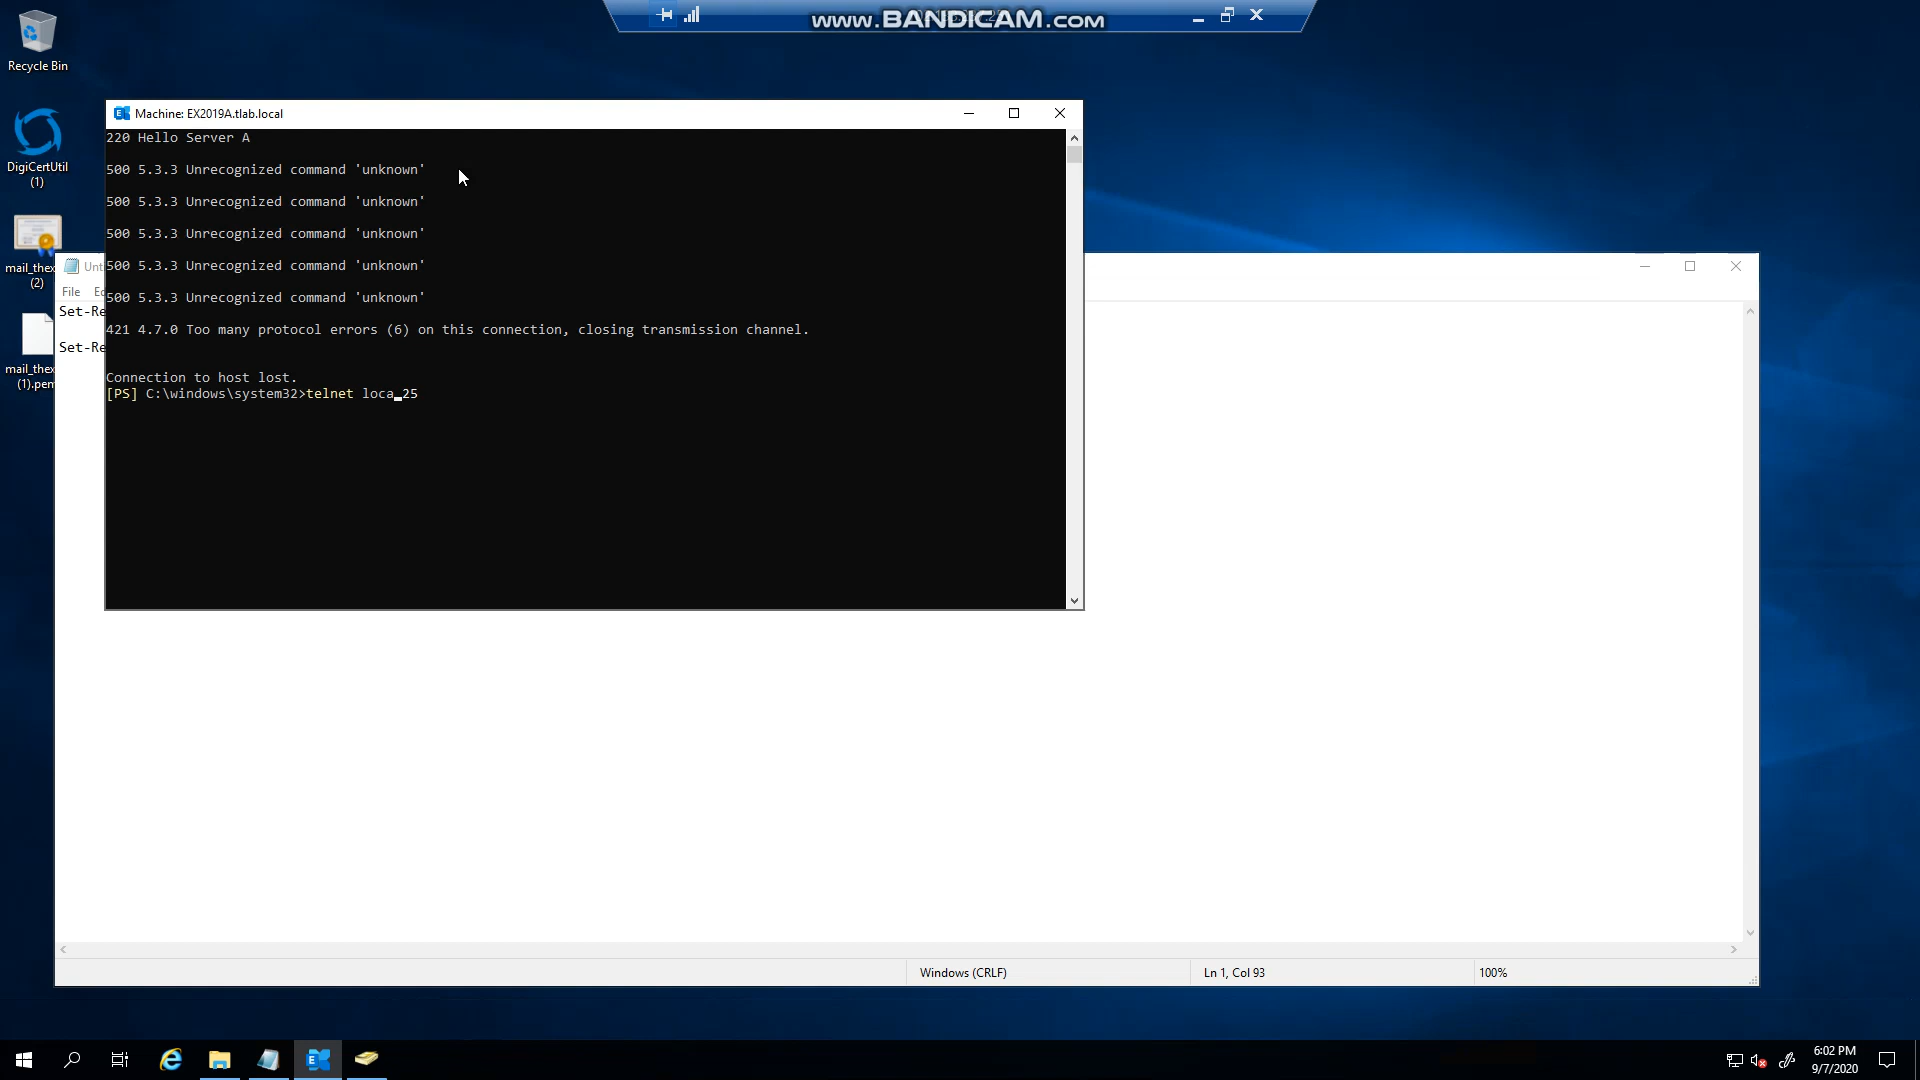 www.BANDICAM.com
Recycle Bin
DigiCertUtil
(1)
mail_thex
(2)
mail_thex
(1).pem
Machine: EX2019A.tlab.local
220 Hello Server A
500 5.3.3 Unrecognized command 'unknown'
500 5.3.3 Unrecognized command 'unknown'
500 5.3.3 Unrecognized command 'unknown'
500 5.3.3 Unrecognized command 'unknown'
500 5.3.3 Unrecognized command 'unknown'
421 4.7.0 Too many protocol errors (6) on this connection, closing transmission channel.
Connection to host lost.
[PS] C:\windows\system32>telnet loca_25
Unt
File Ed
Set-Re
Set-Re
Windows (CRLF)
Ln 1, Col 93
100%
6:02 PM
9/7/2020